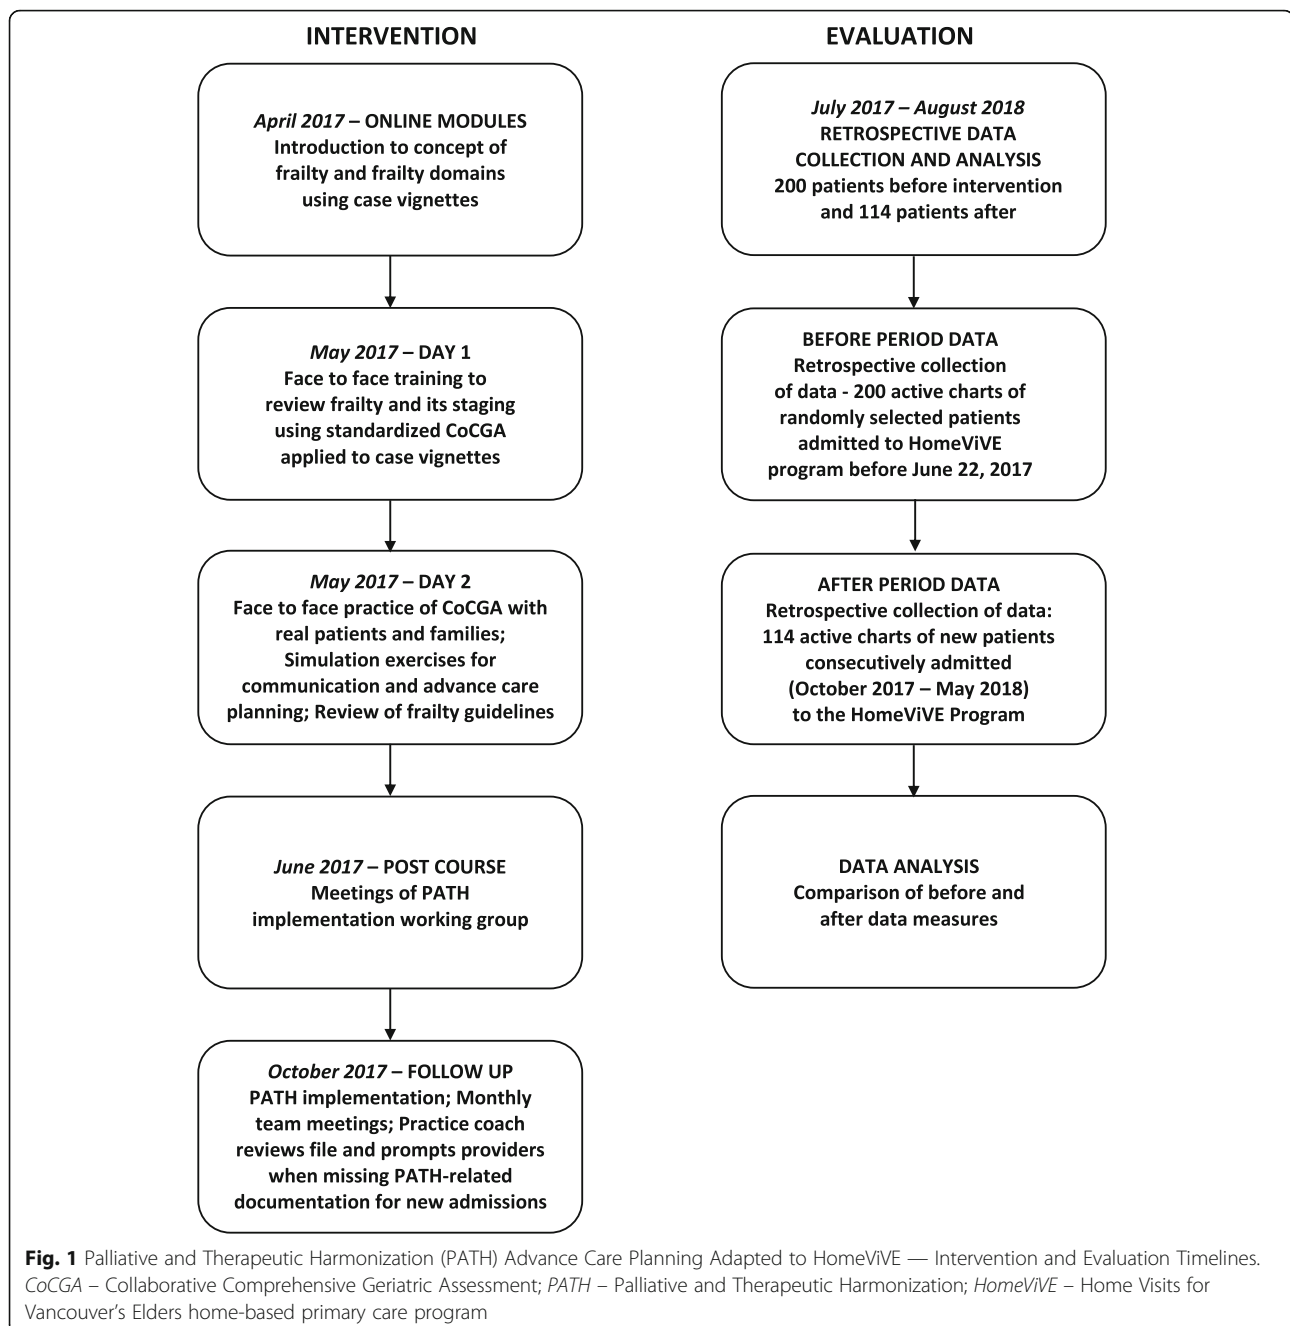 INTERVENTION
April 2017 – ONLINE MODULES
Introduction to concept of
frailty and frailty domains
using case vignettes
May 2017 – DAY 1
Face to face training to
review frailty and its staging
using standardized CoCGA
applied to case vignettes
May 2017 – DAY 2
Face to face practice of CoCGA with
real patients and families;
Simulation exercises for
communication and advance care
planning; Review of frailty guidelines
June 2017 – POST COURSE
Meetings of PATH
implementation working group
October 2017 – FOLLOW UP
PATH implementation; Monthly
team meetings; Practice coach
reviews file and prompts providers
when missing PATH-related
documentation for new admissions
EVALUATION
July 2017 – August 2018
RETROSPECTIVE DATA
COLLECTION AND ANALYSIS
200 patients before intervention
and 114 patients after
BEFORE PERIOD DATA
Retrospective collection
of data - 200 active charts of
randomly selected patients
admitted to HomeViVE
program before June 22, 2017
AFTER PERIOD DATA
Retrospective collection of data:
114 active charts of new patients
consecutively admitted
(October 2017 – May 2018)
to the HomeViVE Program
DATA ANALYSIS
Comparison of before and
after data measures
Fig. 1 Palliative and Therapeutic Harmonization (PATH) Advance Care Planning Adapted to HomeViVE — Intervention and Evaluation Timelines.
CoCGA – Collaborative Comprehensive Geriatric Assessment; PATH – Palliative and Therapeutic Harmonization; HomeViVE – Home Visits for
Vancouver's Elders home-based primary care program